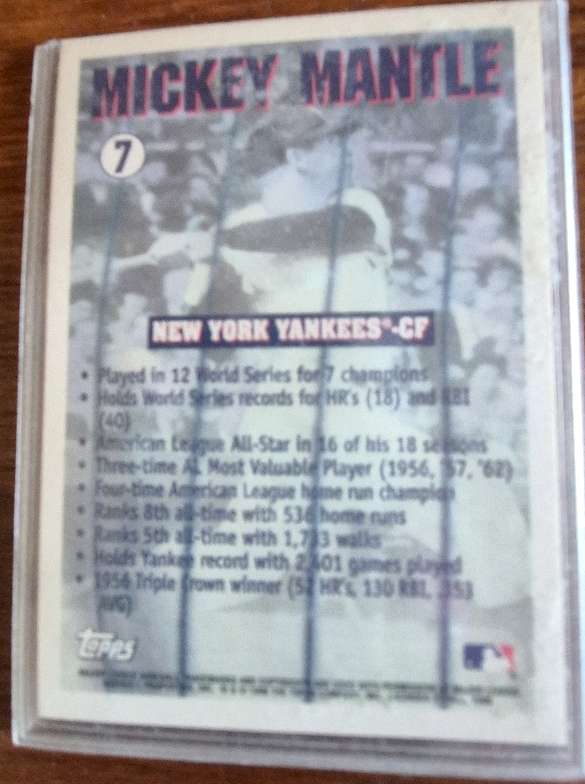 MICKEY MANTLE
7
NEW YORK YANKEES®-CF
• Played in 12 World Series for 7 champions
• Holds World Series records for HR's (18) and RBI
(40)
• American League All-Star in 16 of his 18 seasons
• Three-time AL Most Valuable Player (1956, '57, '62)
• Four-time American League home run champion
• Ranks 8th all-time with 536 home runs
• Ranks 5th all-time with 1,733 walks
• Holds Yankee record with 2,401 games played
• 1956 Triple Crown winner (52 HR's, 130 RBI, .353
AVG)
Topps